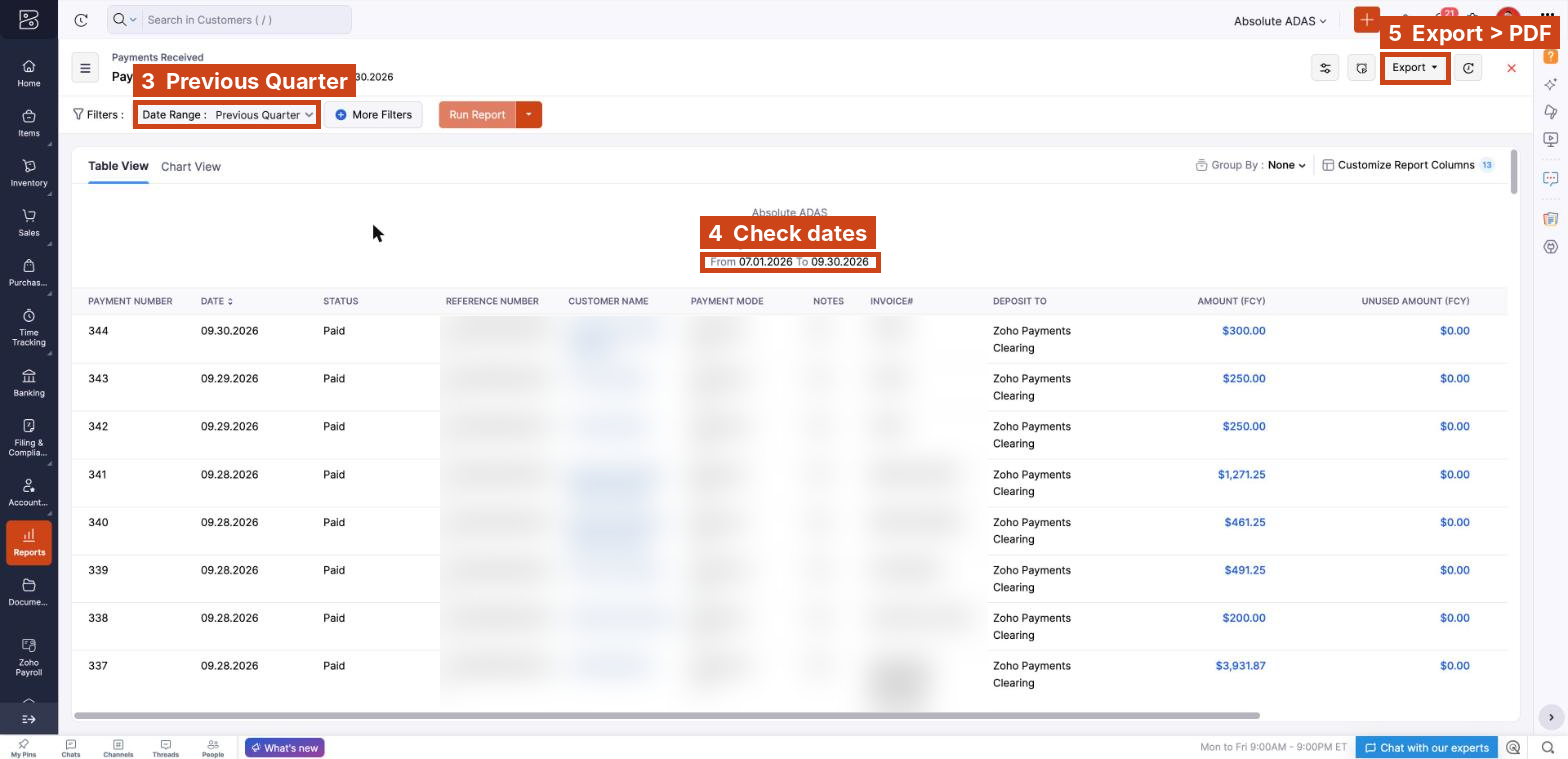 Search in Customers ( / )
Absolute ADAS
21
5 Export > PDF
Payments Received
Pay
30.2026
3 Previous Quarter
Export
Filters :
Date Range : Previous Quarter
More Filters
Run Report
Table View
Chart View
Group By : None
Customize Report Columns 13
Absolute ADAS
4 Check dates
From 07.01.2026 To 09.30.2026
PAYMENT NUMBER DATE STATUS REFERENCE NUMBER CUSTOMER NAME PAYMENT MODE NOTES INVOICE# DEPOSIT TO AMOUNT (FCY) UNUSED AMOUNT (FCY)
344 09.30.2026 Paid Zoho Payments $300.00 $0.00
Clearing
343 09.29.2026 Paid Zoho Payments $250.00 $0.00
Clearing
342 09.29.2026 Paid Zoho Payments $250.00 $0.00
Clearing
341 09.28.2026 Paid Zoho Payments $1,271.25 $0.00
Clearing
340 09.28.2026 Paid Zoho Payments $461.25 $0.00
Clearing
339 09.28.2026 Paid Zoho Payments $491.25 $0.00
Clearing
338 09.28.2026 Paid Zoho Payments $200.00 $0.00
Clearing
337 09.28.2026 Paid Zoho Payments $3,931.87 $0.00
Clearing
Home
Items
Inventory
Sales
Purchas...
Time
Tracking
Banking
Filing &
Complia...
Account...
Reports
Docume...
Zoho
Payroll
My Pins
Chats
Channels
Threads
People
What's new
Mon to Fri 9:00AM - 9:00PM ET
Chat with our experts